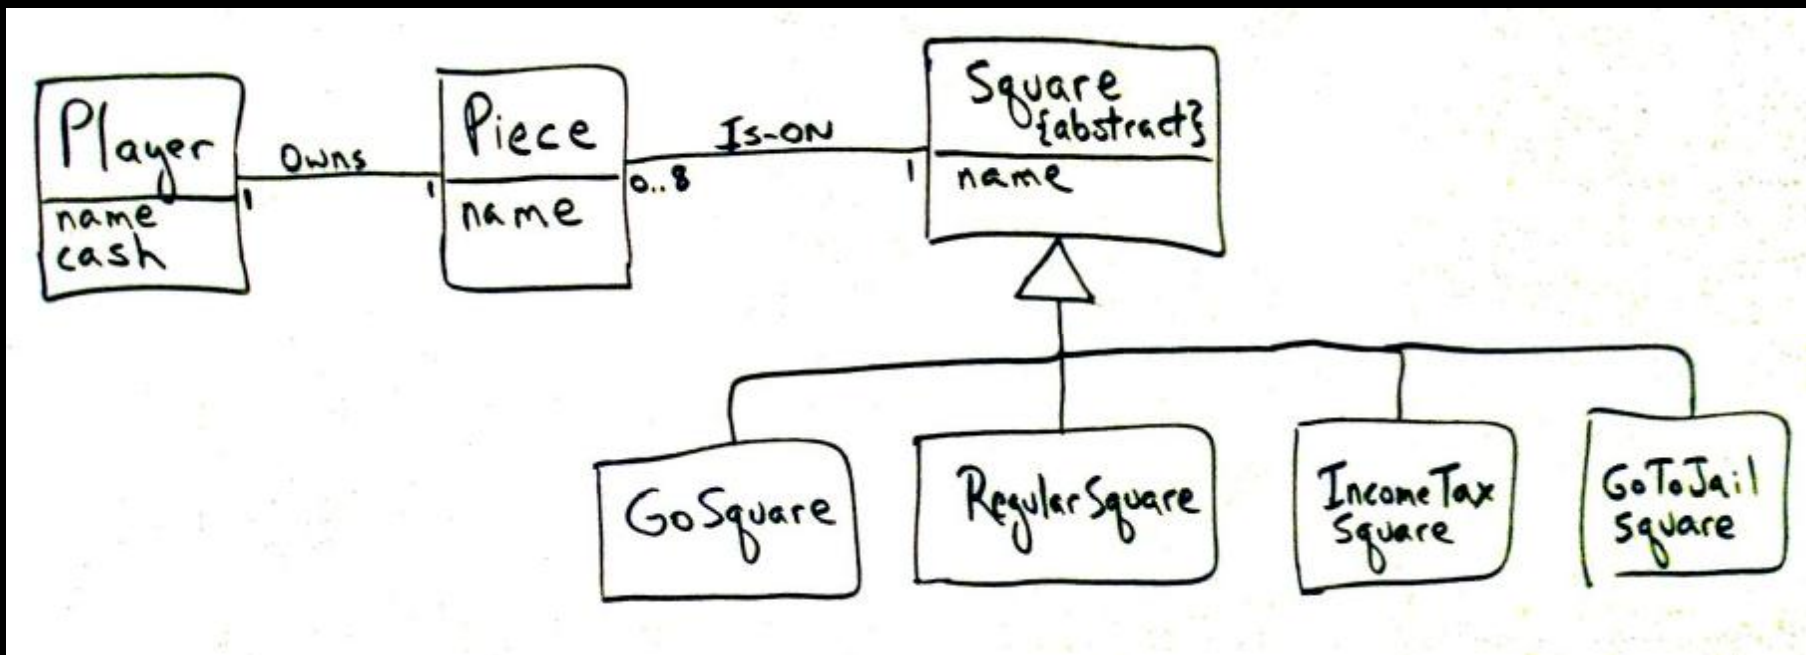 Player
name
cash
Owns
1
1
Piece
name
0..8
Is-ON
1
Square
{abstract}
name
GoSquare
RegularSquare
IncomeTax
Square
GoToJail
Square